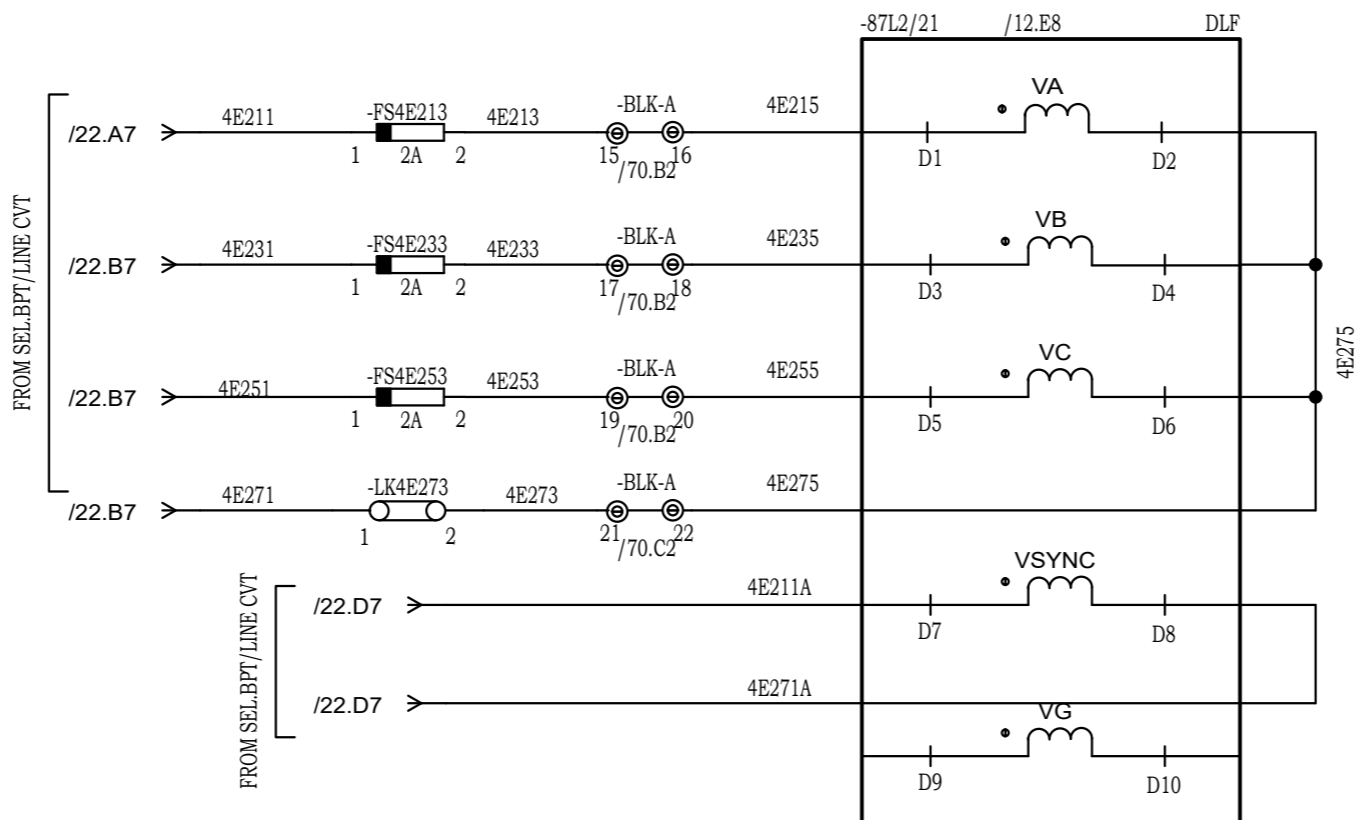 -87L2/21 /12.E8 DLF
FROM SEL.BPT/LINE CVT
/22.A7 4E211 -FS4E213 4E213 -BLK-A 4E215 VA
1 2A 2 15 16 D1 D2
/70.B2
/22.B7 4E231 -FS4E233 4E233 -BLK-A 4E235 VB
1 2A 2 17 18 D3 D4
/70.B2
4E275
/22.B7 4E251 -FS4E253 4E253 -BLK-A 4E255 VC
1 2A 2 19 20 D5 D6
/70.B2
/22.B7 4E271 -LK4E273 4E273 -BLK-A 4E275
1 2 21 22
/70.C2
FROM SEL.BPT/LINE CVT
/22.D7 4E211A VSYNC
D7 D8
/22.D7 4E271A
VG
D9 D10